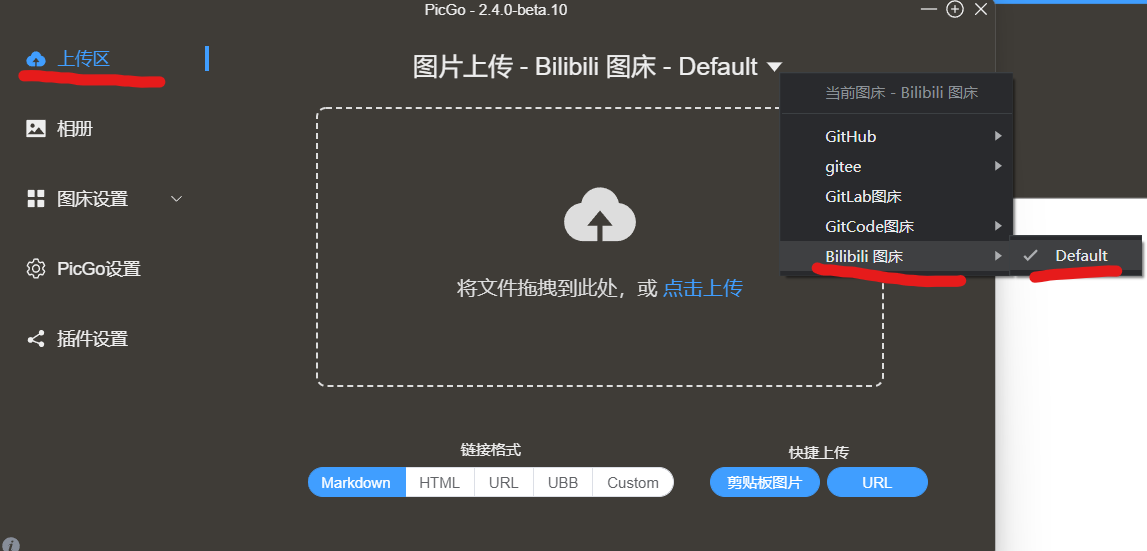 PicGo - 2.4.0-beta.10
上传区
相册
图床设置
PicGo设置
插件设置
图片上传 - Bilibili 图床 - Default
当前图床 - Bilibili 图床
GitHub
gitee
GitLab图床
GitCode图床
Bilibili 图床
Default
将文件拖拽到此处，或 点击上传
链接格式
Markdown HTML URL UBB Custom
快捷上传
剪贴板图片 URL